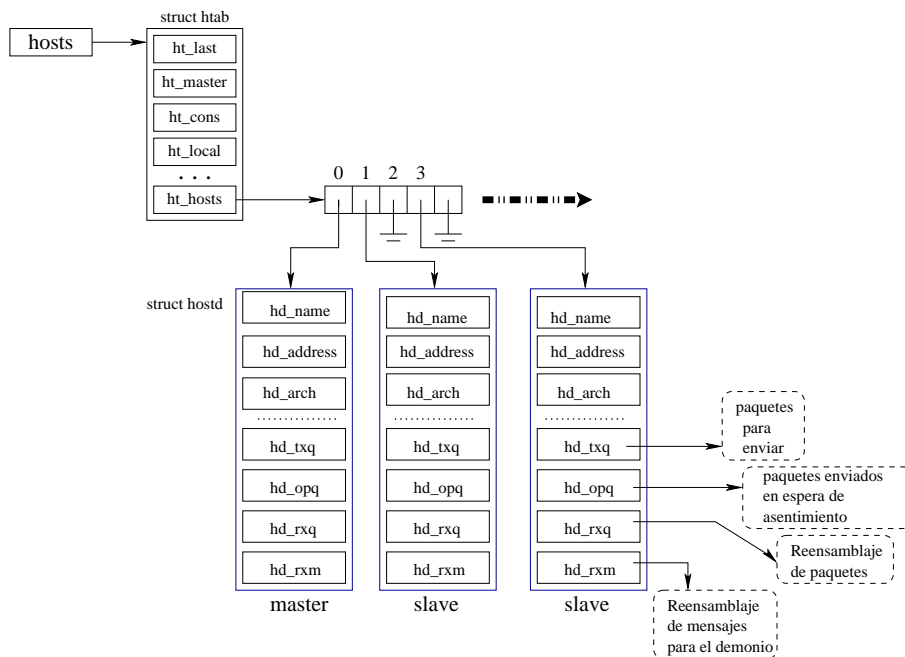 struct htab
hosts
ht_last
ht_master
ht_cons
ht_local
. . .
ht_hosts
0 1 2 3
struct hostd
hd_name
hd_address
hd_arch
....................
hd_txq
hd_opq
hd_rxq
hd_rxm
master
hd_name
hd_address
hd_arch
....................
hd_txq
hd_opq
hd_rxq
hd_rxm
slave
hd_name
hd_address
hd_arch
....................
hd_txq
hd_opq
hd_rxq
hd_rxm
slave
paquetes
para
enviar
paquetes enviados
en espera de
asentimiento
Reensamblaje
de paquetes
Reensamblaje
de mensajes
para el demonio